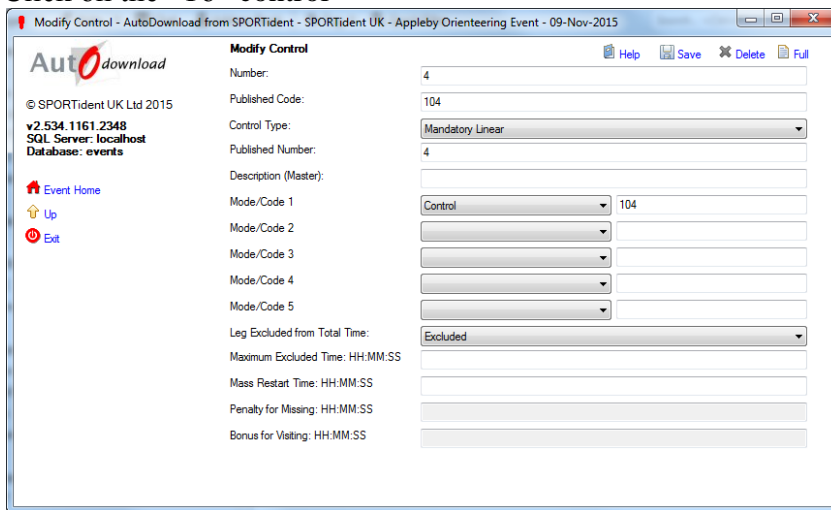 Modify Control - AutoDownload from SPORTident - SPORTident UK - Appleby Orienteering Event - 09-Nov-2015
AutOdownload
© SPORTident UK Ltd 2015
v2.534.1161.2348
SQL Server: localhost
Database: events
Event Home
Up
Exit
Modify Control
Help Save Delete Full
Number: 4
Published Code: 104
Control Type: Mandatory Linear
Published Number: 4
Description (Master):
Mode/Code 1 Control 104
Mode/Code 2
Mode/Code 3
Mode/Code 4
Mode/Code 5
Leg Excluded from Total Time: Excluded
Maximum Excluded Time: HH:MM:SS
Mass Restart Time: HH:MM:SS
Penalty for Missing: HH:MM:SS
Bonus for Visiting: HH:MM:SS